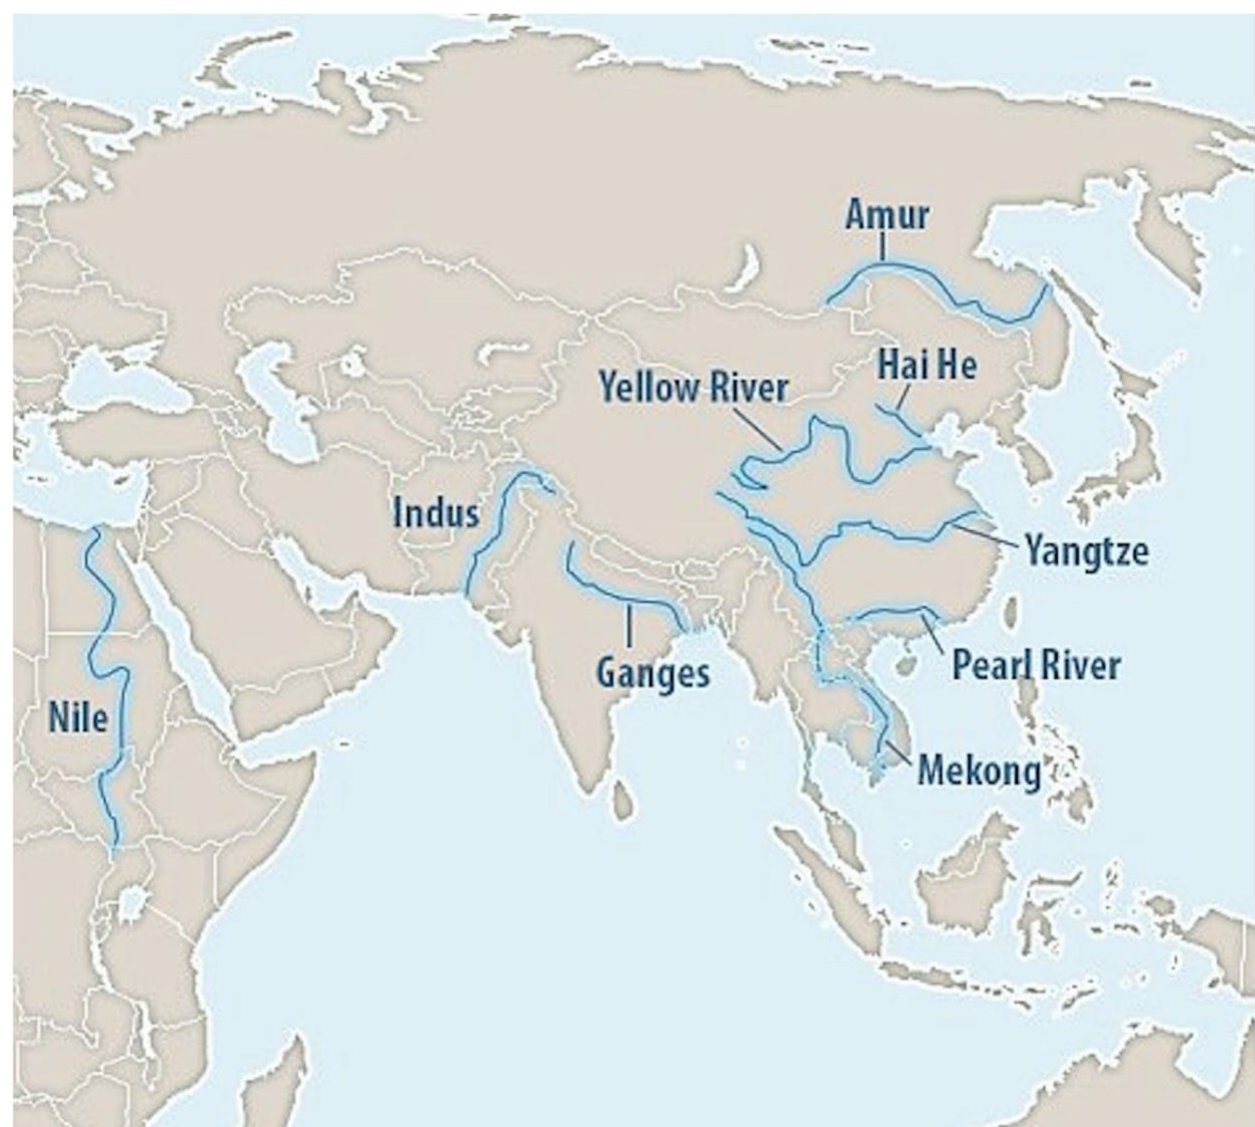 Amur
Hai He
Yellow River
Indus
Yangtze
Ganges
Pearl River
Nile
Mekong